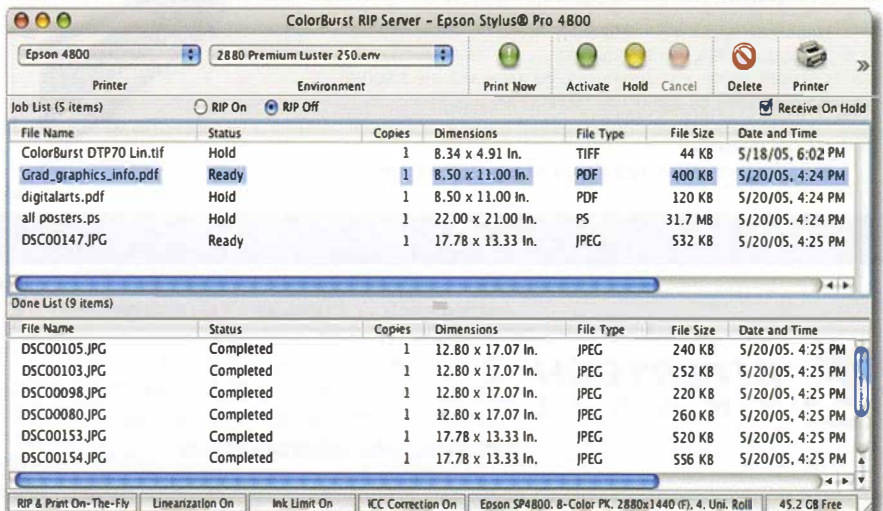 ColorBurst RIP Server – Epson Stylus® Pro 4800
Epson 4800 2880 Premium Luster 250.env
Printer Environment Print Now Activate Hold Cancel Delete Printer
Job List (5 items) RIP On RIP Off Receive On Hold
File Name Status Copies Dimensions File Type File Size Date and Time
ColorBurst DTP70 Lin.tif Hold 1 8.34 x 4.91 In. TIFF 44 KB 5/18/05, 6:02 PM
Grad_graphics_info.pdf Ready 1 8.50 x 11.00 In. PDF 400 KB 5/20/05, 4:24 PM
digitalarts.pdf Hold 1 8.50 x 11.00 In. PDF 120 KB 5/20/05, 4:24 PM
all posters.ps Hold 1 22.00 x 21.00 In. PS 31.7 MB 5/20/05, 4:24 PM
DSC00147.JPG Ready 1 17.78 x 13.33 In. JPEG 532 KB 5/20/05, 4:25 PM
Done List (9 items)
File Name Status Copies Dimensions File Type File Size Date and Time
DSC00105.JPG Completed 1 12.80 x 17.07 In. JPEG 240 KB 5/20/05, 4:25 PM
DSC00103.JPG Completed 1 12.80 x 17.07 In. JPEG 252 KB 5/20/05, 4:25 PM
DSC00098.JPG Completed 1 12.80 x 17.07 In. JPEG 220 KB 5/20/05, 4:25 PM
DSC00080.JPG Completed 1 12.80 x 17.07 In. JPEG 260 KB 5/20/05, 4:25 PM
DSC00153.JPG Completed 1 17.78 x 13.33 In. JPEG 520 KB 5/20/05, 4:25 PM
DSC00154.JPG Completed 1 17.78 x 13.33 In. JPEG 556 KB 5/20/05, 4:25 PM
RIP & Print On-The-Fly Linearization On Ink Limit On ICC Correction On Epson SP4800, 8-Color PK, 2880x1440 (F), 4, Uni, Roll 45.2 GB Free